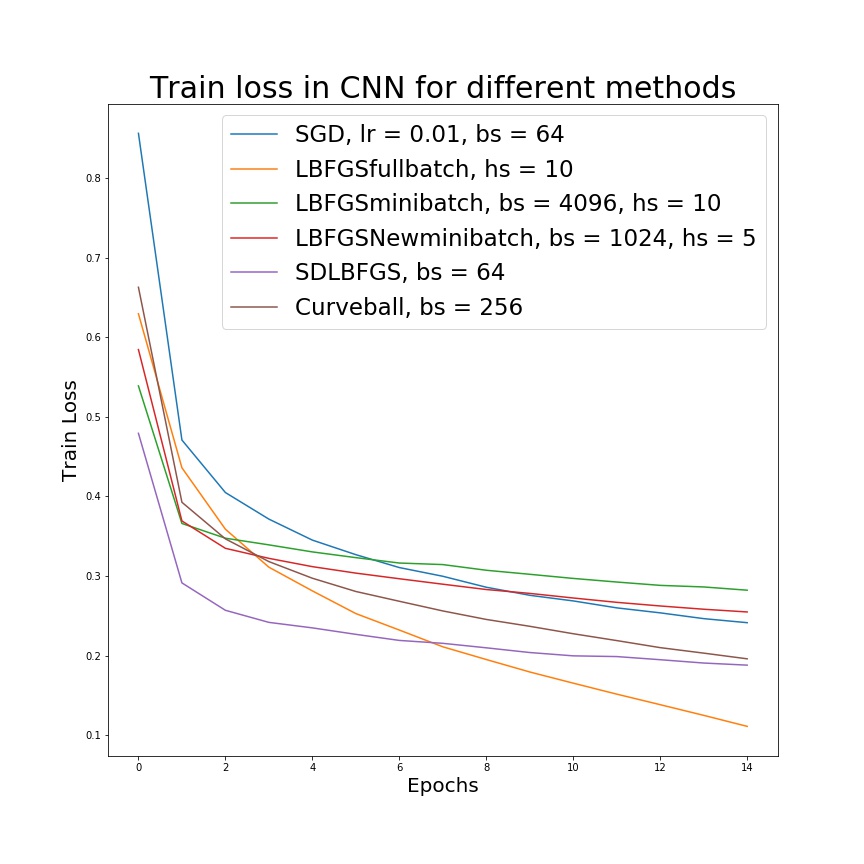 Train loss in CNN for different methods
SGD, lr = 0.01, bs = 64
LBFGSfullbatch, hs = 10
LBFGSminibatch, bs = 4096, hs = 10
LBFGSNewminibatch, bs = 1024, hs = 5
SDLBFGS, bs = 64
Curveball, bs = 256
Train Loss
0.8
0.7
0.6
0.5
0.4
0.3
0.2
0.1
0 2 4 6 8 10 12 14
Epochs